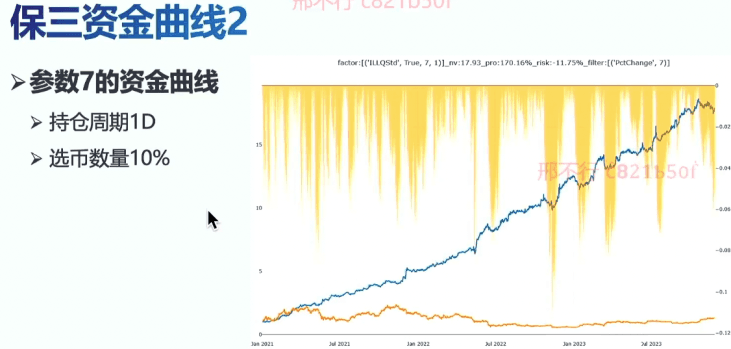 邢不行 c821b50f
保三资金曲线2
参数7的资金曲线
持仓周期1D
选币数量10%
factor:[('ILLQStd', True, 7, 1)]_nv:17.93_pro:170.16%_risk:-11.75%_filter:[('PctChange', 7)]
0
15
−0.02
−0.04
邢不行 c821b50f
10
−0.06
−0.08
5
−0.1
0
−0.12
Jan 2021
Jul 2021
Jan 2022
Jul 2022
Jan 2023
Jul 2023